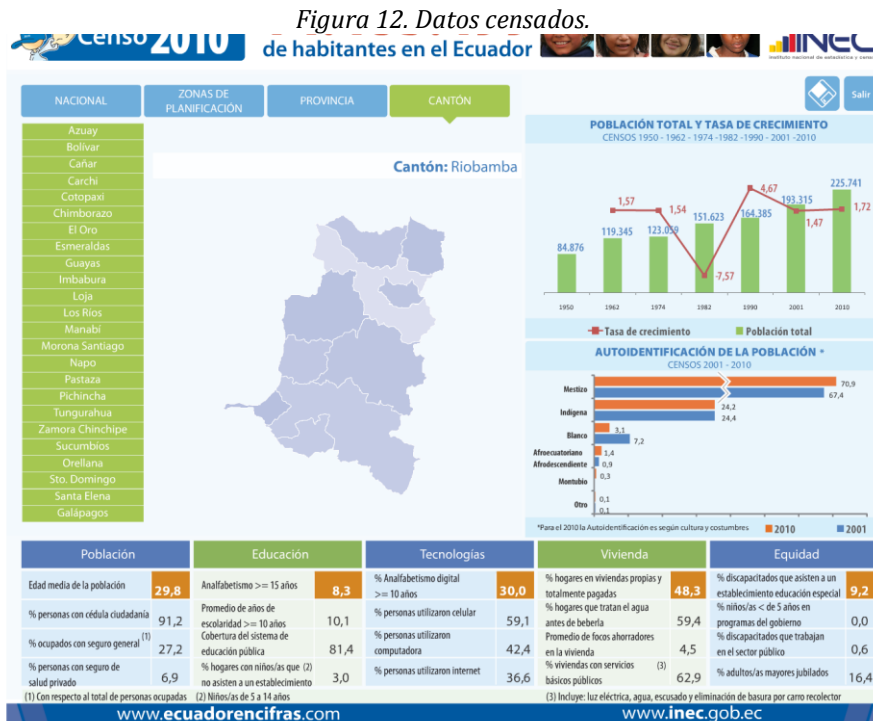 Figura 12. Datos censados.
Censo 2010
de habitantes en el Ecuador
INEC
instituto nacional de estadística y censos
NACIONAL
ZONAS DE
PLANIFICACIÓN
PROVINCIA
CANTÓN
Salir
Azuay
Bolívar
Cañar
Carchi
Cotopaxi
Chimborazo
El Oro
Esmeraldas
Guayas
Imbabura
Loja
Los Ríos
Manabí
Morona Santiago
Napo
Pastaza
Pichincha
Tungurahua
Zamora Chinchipe
Sucumbíos
Orellana
Sto. Domingo
Santa Elena
Galápagos
Cantón: Riobamba
POBLACIÓN TOTAL Y TASA DE CRECIMIENTO
CENSOS 1950 - 1962 - 1974 -1982 -1990 - 2001 -2010
84.876
119.345
123.059
151.623
164.385
193.315
225.741
1,57
1,54
-7,57
4,67
1,47
1,72
1950 1962 1974 1982 1990 2001 2010
Tasa de crecimiento Población total
AUTOIDENTIFICACIÓN DE LA POBLACIÓN *
CENSOS 2001 - 2010
Mestizo 70,9
67,4
Indígena 24,2
24,4
Blanco 3,1
7,2
Afroecuatoriano 1,4
Afrodescendiente 0,9
Montubio 0,3
Otro 0,1
0,1
*Para el 2010 la Autoidentificación es según cultura y costumbres 2010 2001
Población
Edad media de la población 29,8
% personas con cédula ciudadanía 91,2
% ocupados con seguro general (1) 27,2
% personas con seguro de
salud privado 6,9
Educación
Analfabetismo >= 15 años 8,3
Promedio de años de
escolaridad >= 10 años 10,1
Cobertura del sistema de
educación pública 81,4
% hogares con niños/as que (2)
no asisten a un establecimiento 3,0
Tecnologías
% Analfabetismo digital
>= 10 años 30,0
% personas utilizaron celular 59,1
% personas utilizaron
computadora 42,4
% personas utilizaron internet 36,6
Vivienda
% hogares en viviendas propias y
totalmente pagadas 48,3
% hogares que tratan el agua
antes de beberla 59,4
Promedio de focos ahorradores
en la vivienda 4,5
% viviendas con servicios (3)
básicos públicos 62,9
Equidad
% discapacitados que asisten a un
establecimiento educación especial 9,2
% niños/as < de 5 años en
programas del gobierno 0,0
% discapacitados que trabajan
en el sector público 0,6
% adultos/as mayores jubilados 16,4
(1) Con respecto al total de personas ocupadas (2) Niños/as de 5 a 14 años
(3) Incluye: luz eléctrica, agua, escusado y eliminación de basura por carro recolector
www.ecuadorencifras.com
www.inec.gob.ec